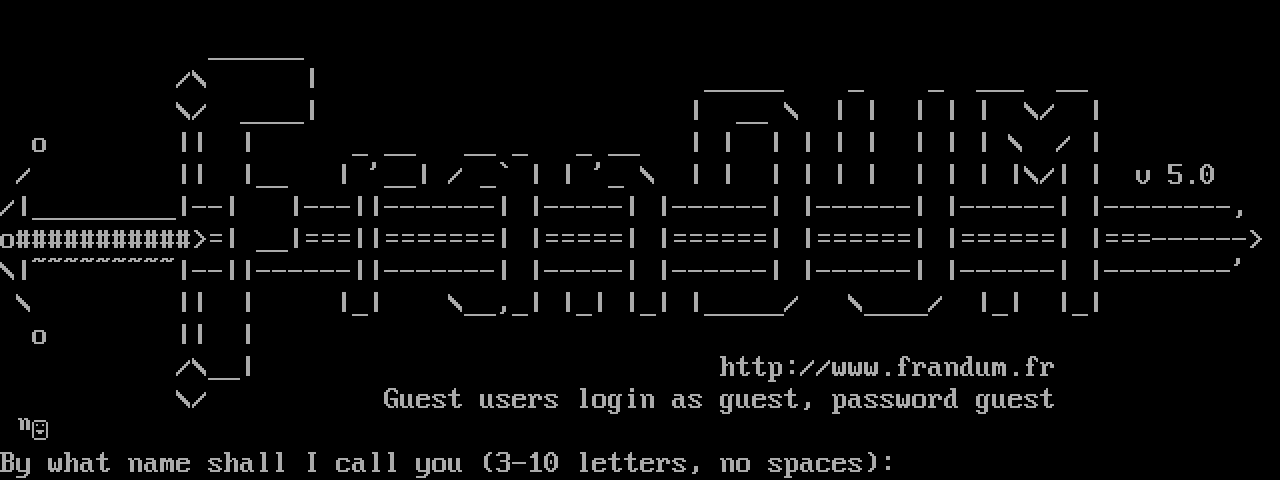 FranDUM v 5.0
http://www.frandum.fr
Guest users login as guest, password guest
By what name shall I call you (3-10 letters, no spaces):